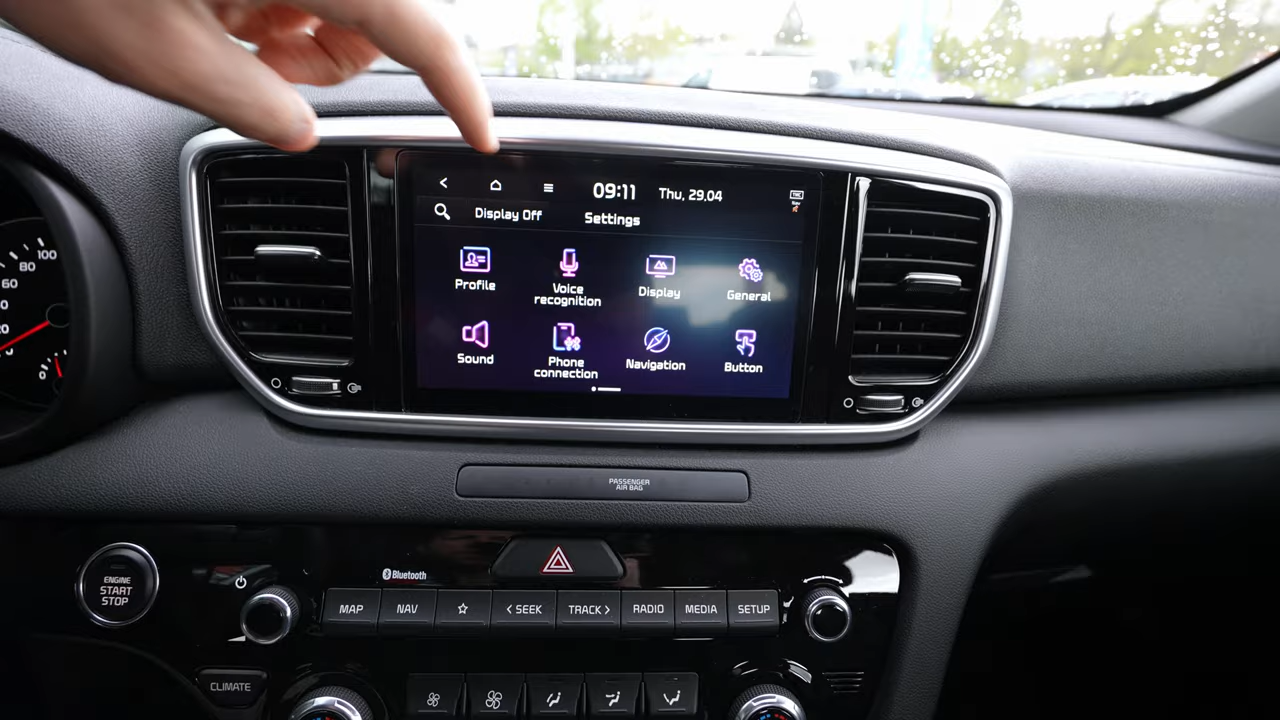 09:11 Thu, 29.04
Display Off Settings
Profile
Voice
recognition
Display
General
Sound
Phone
connection
Navigation
Button
100
80
60
20
0
PASSENGER
AIR BAG
ENGINE
START
STOP
Bluetooth
MAP NAV < SEEK TRACK > RADIO MEDIA SETUP
CLIMATE